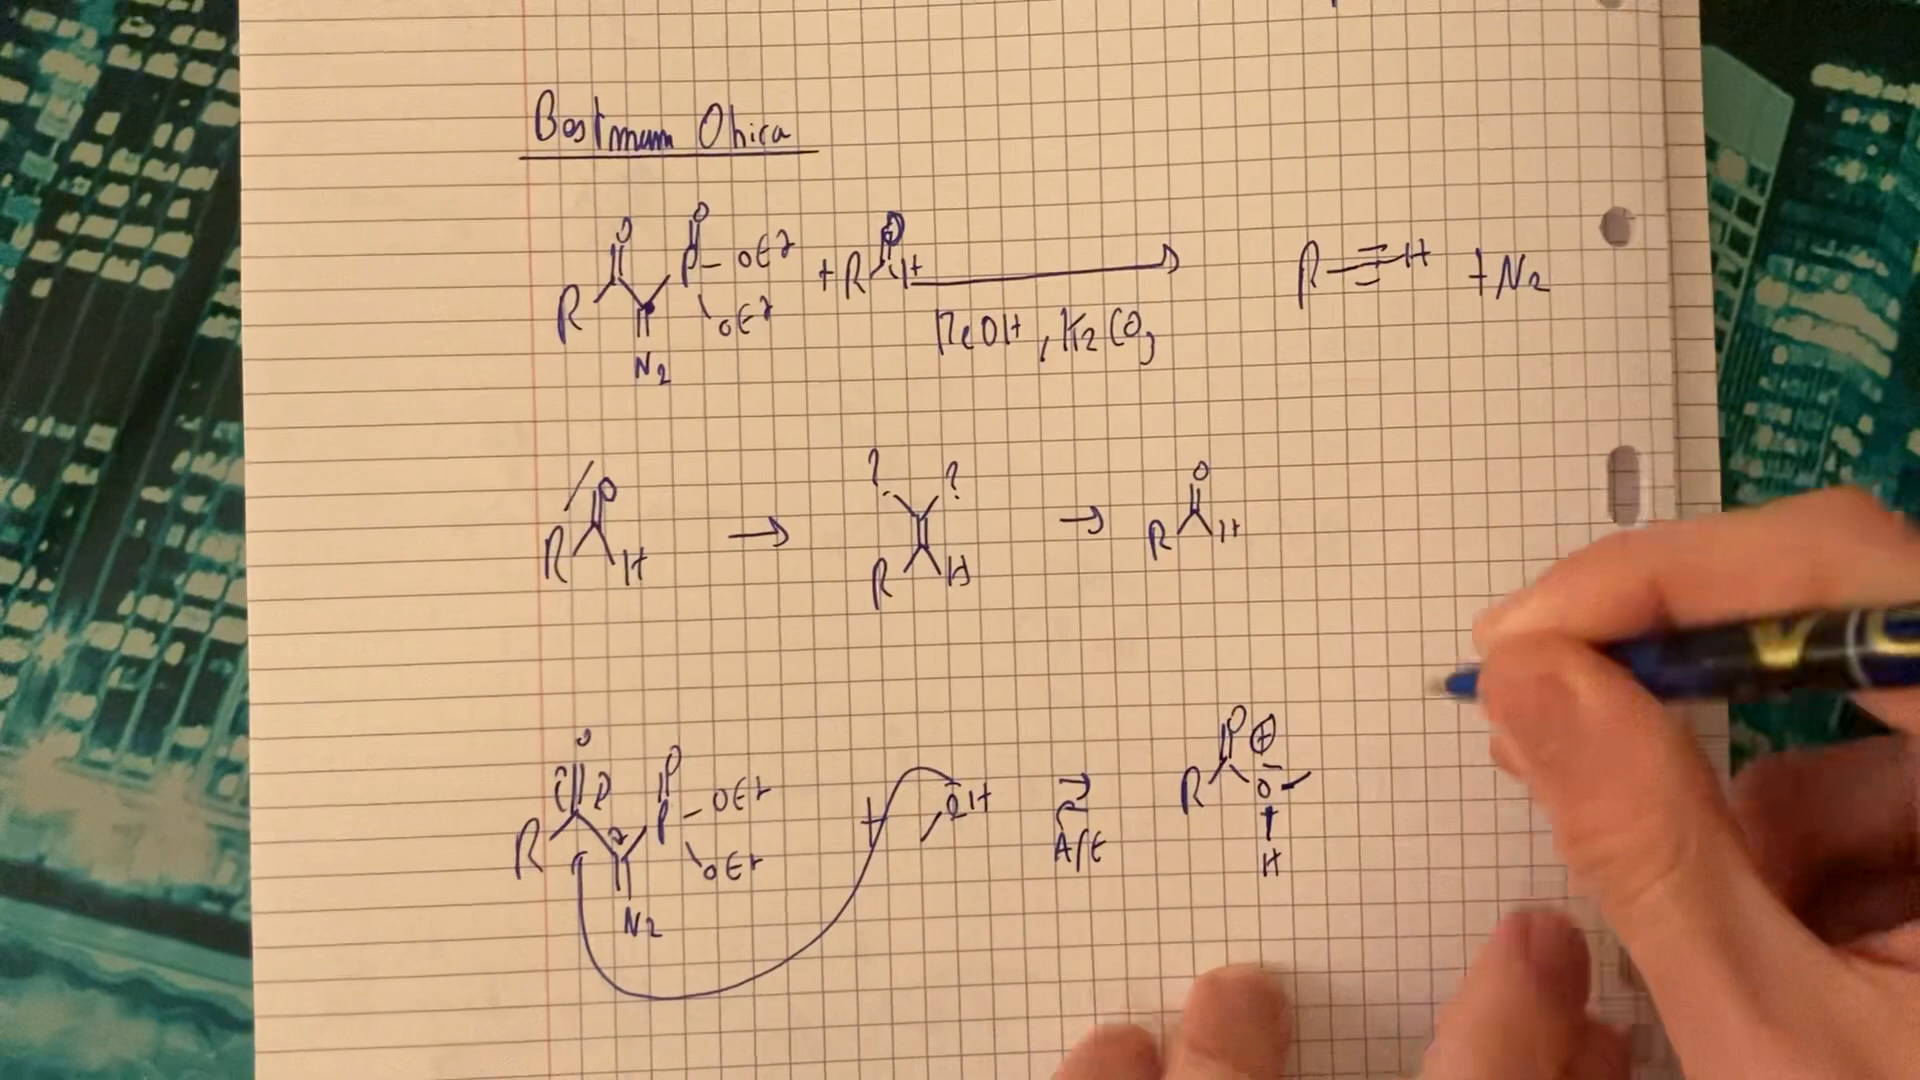 Bestmann Ohira
O O
R P - OEt + R H MeOH, K2CO3 R ≡ H + N2
OEt
N2
O ? ? O
R H → R H → R H
O O O ⊕
R P - OEt OH ⇌ R O
OEt A/E H
N2